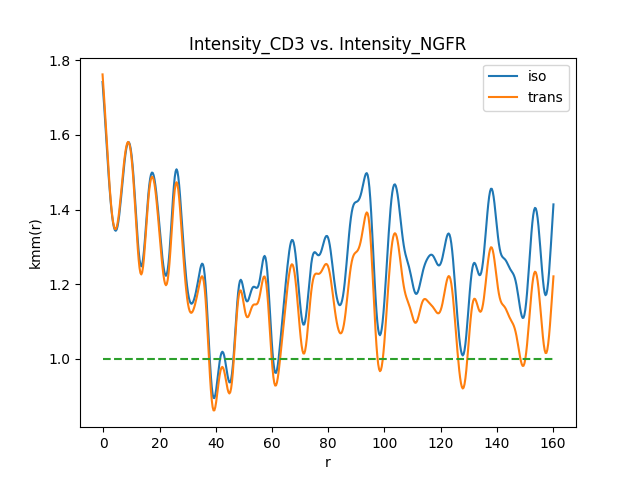 Intensity_CD3 vs. Intensity_NGFR
iso
trans
kmm(r)
1.8
1.6
1.4
1.2
1.0
0 20 40 60 80 100 120 140 160
r